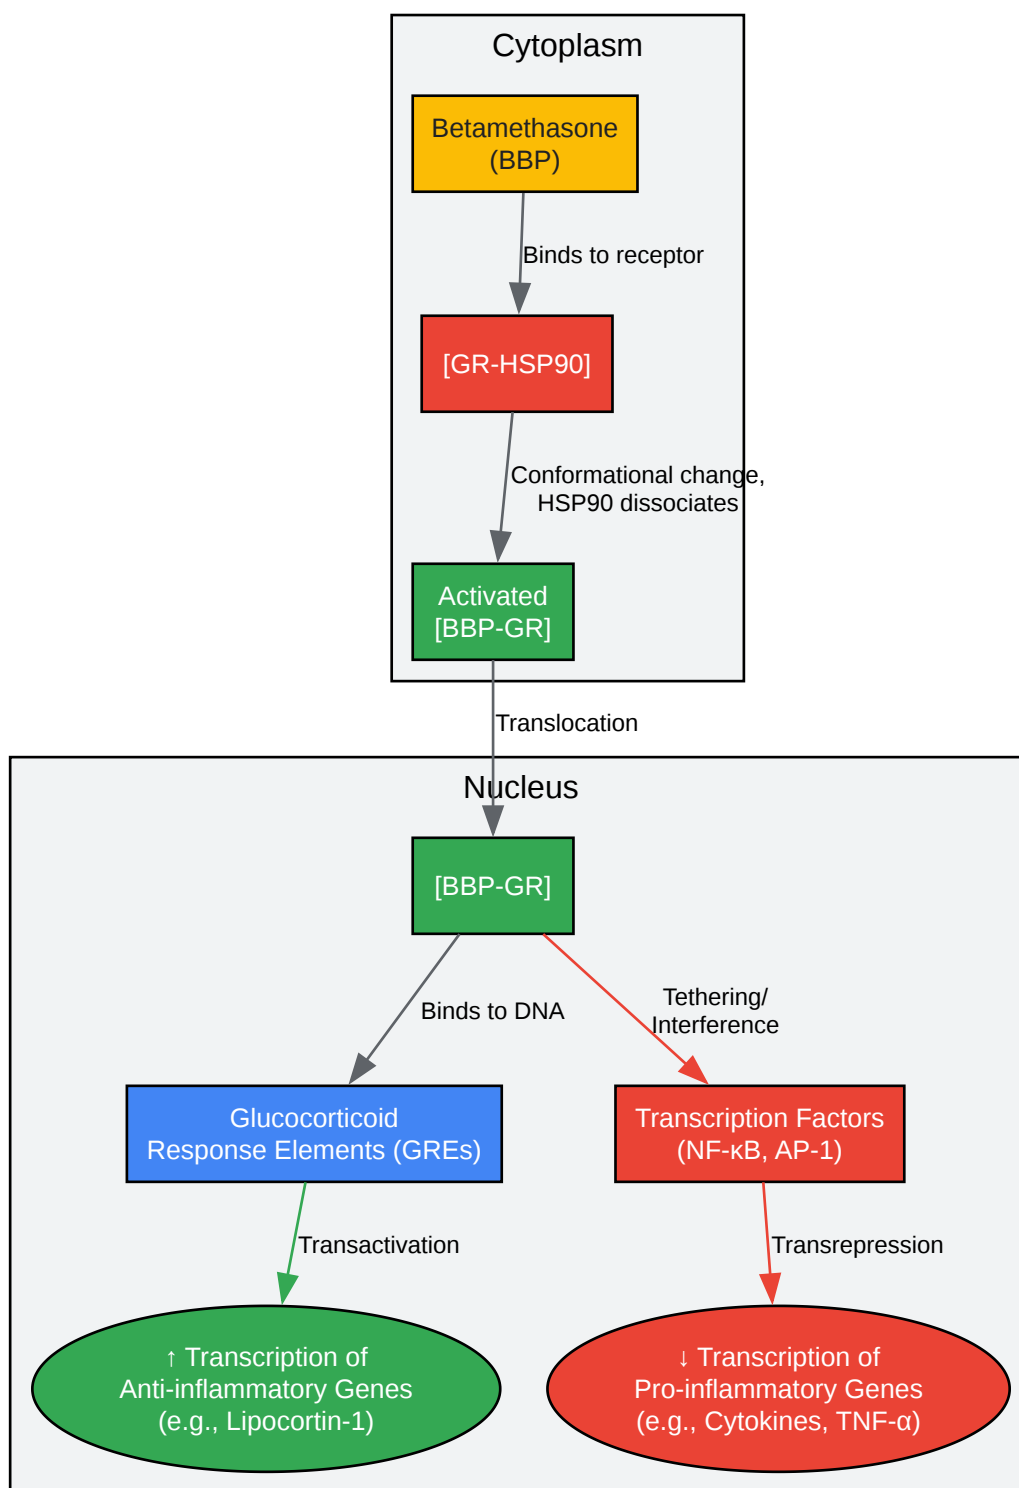 Cytoplasm
Betamethasone
(BBP)
Binds to receptor
[GR-HSP90]
Conformational change,
HSP90 dissociates
Activated
[BBP-GR]
Translocation
Nucleus
[BBP-GR]
Binds to DNA
Tethering/
Interference
Glucocorticoid
Response Elements (GREs)
Transcription Factors
(NF-κB, AP-1)
Transactivation
Transrepression
↑ Transcription of
Anti-inflammatory Genes
(e.g., Lipocortin-1)
↓ Transcription of
Pro-inflammatory Genes
(e.g., Cytokines, TNF-α)